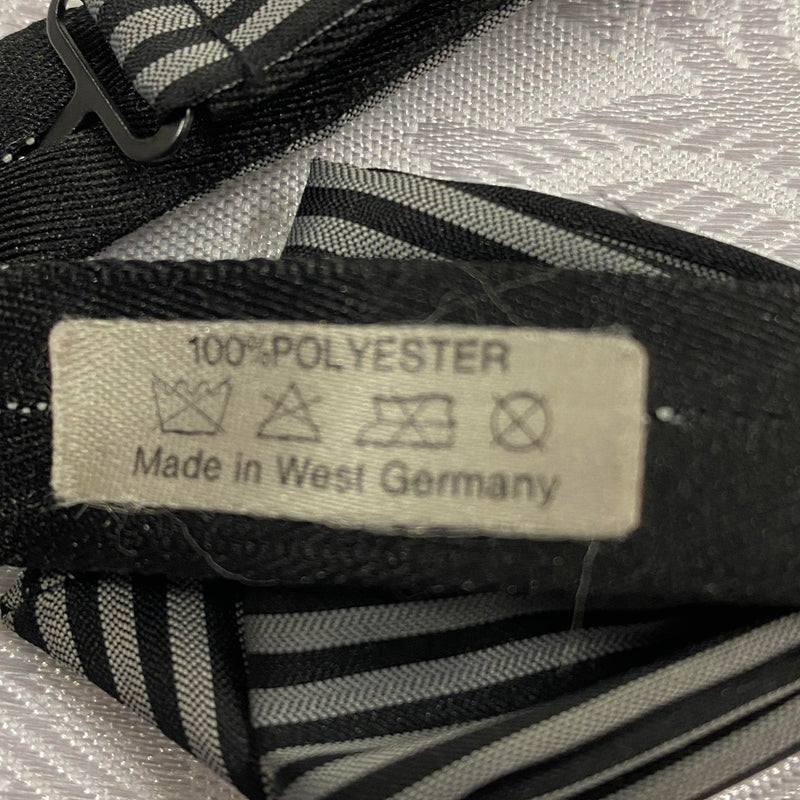 100% POLYESTER
Made in West Germany